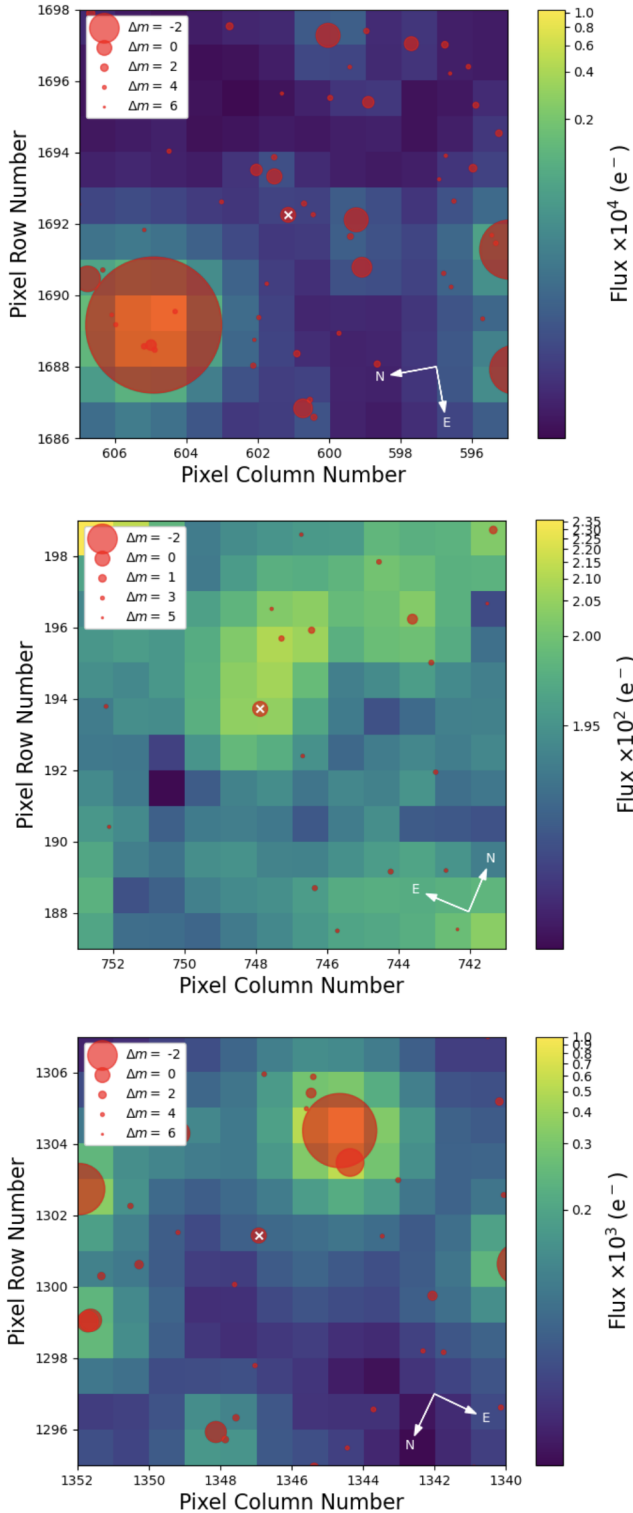 1698
1696
1694
1692
1690
1688
1686
Pixel Row Number
Δm = -2
Δm = 0
Δm = 2
Δm = 4
Δm = 6
N
E
606
604
602
600
598
596
Pixel Column Number
1.0
0.8
0.6
0.4
0.2
Flux ×10⁴ (e⁻)
198
196
194
192
190
188
Pixel Row Number
Δm = -2
Δm = 0
Δm = 1
Δm = 3
Δm = 5
N
E
752
750
748
746
744
742
Pixel Column Number
2.35
2.30
2.25
2.20
2.15
2.10
2.05
2.00
1.95
Flux ×10² (e⁻)
1306
1304
1302
1300
1298
1296
Pixel Row Number
Δm = -2
Δm = 0
Δm = 2
Δm = 4
Δm = 6
E
N
1352
1350
1348
1346
1344
1342
1340
Pixel Column Number
1.0
0.9
0.8
0.7
0.6
0.5
0.4
0.3
0.2
Flux ×10³ (e⁻)